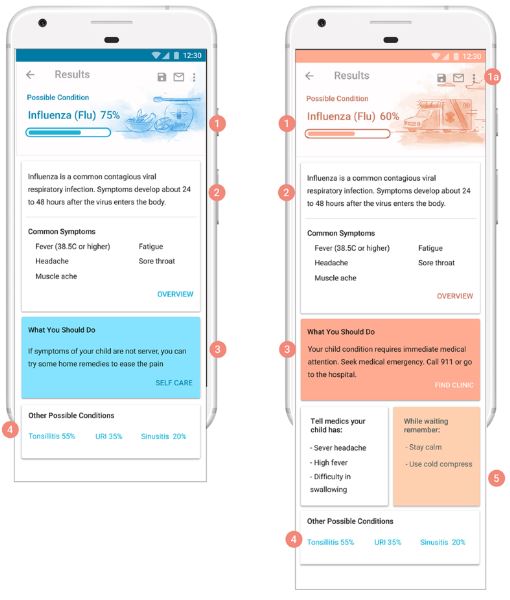 12:30
Results
Possible Condition
Influenza (Flu) 75%
1
Influenza is a common contagious viral
respiratory infection. Symptoms develop about 24
to 48 hours after the virus enters the body.
2
Common Symptoms
Fever (38.5C or higher) Fatigue
Headache Sore throat
Muscle ache
OVERVIEW
What You Should Do
If symptoms of your child are not server, you can
try some home remedies to ease the pain
3
SELF CARE
Other Possible Conditions
4
Tonsillitis 55% URI 35% Sinusitis 20%
12:30
Results
1a
Possible Condition
1
Influenza (Flu) 60%
Influenza is a common contagious viral
2
respiratory infection. Symptoms develop about 24
to 48 hours after the virus enters the body.
Common Symptoms
Fever (38.5C or higher) Fatigue
Headache Sore throat
Muscle ache
OVERVIEW
What You Should Do
3
Your child condition requires immediate medical
attention. Seek medical emergency. Call 911 or go
to the hospital.
FIND CLINIC
Tell medics your
child has:
- Sever headache
- High fever
- Difficulty in
swallowing
While waiting
remember:
- Stay calm
- Use cold compress
5
Other Possible Conditions
4
Tonsillitis 55% URI 35% Sinusitis 20%